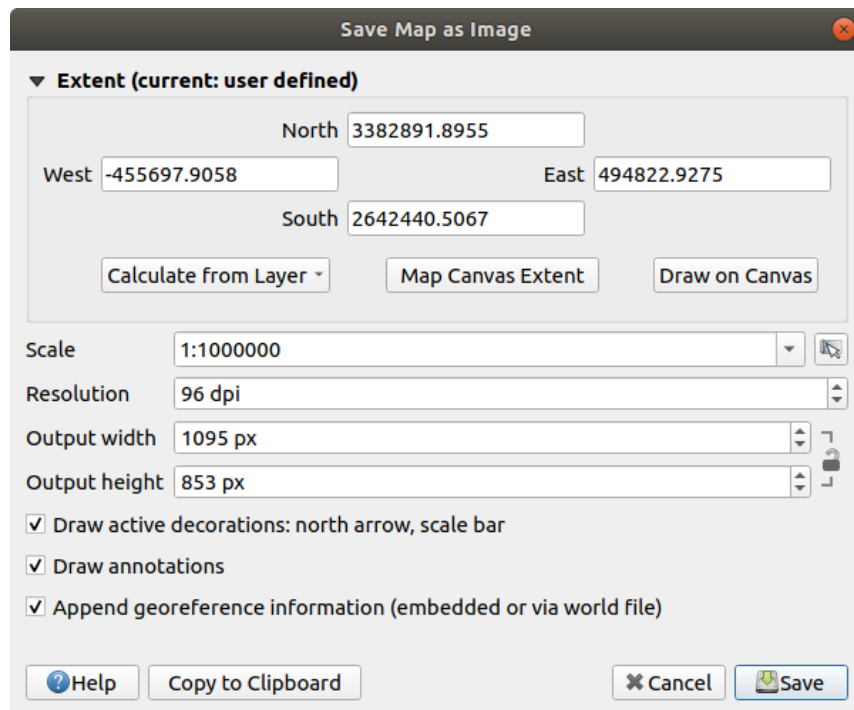 Save Map as Image
Extent (current: user defined)
North 3382891.8955
West -455697.9058 East 494822.9275
South 2642440.5067
Calculate from Layer Map Canvas Extent Draw on Canvas
Scale 1:1000000
Resolution 96 dpi
Output width 1095 px
Output height 853 px
Draw active decorations: north arrow, scale bar
Draw annotations
Append georeference information (embedded or via world file)
Help Copy to Clipboard Cancel Save